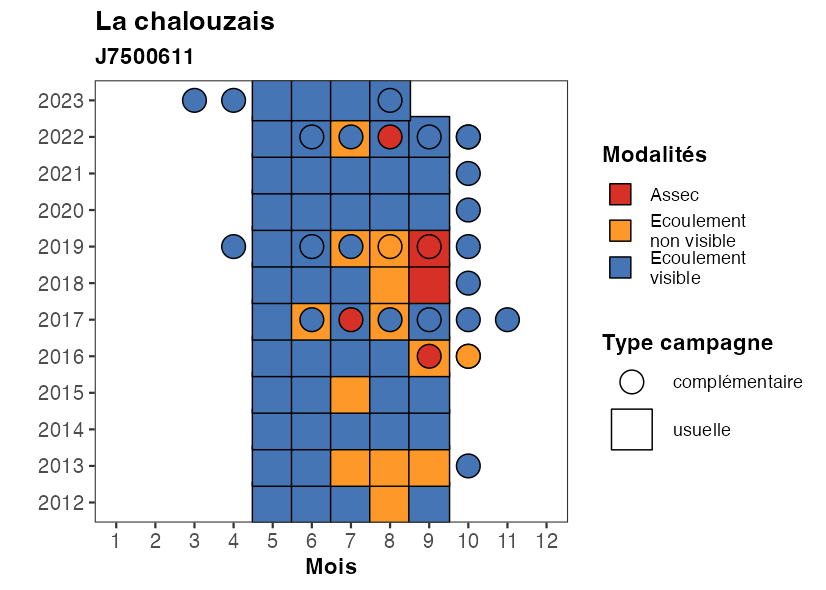 La chalouzais
J7500611
2023
2022
2021
2020
2019
2018
2017
2016
2015
2014
2013
2012
1 2 3 4 5 6 7 8 9 10 11 12
Mois
Modalités
Assec
Ecoulement
non visible
Ecoulement
visible
Type campagne
complémentaire
usuelle